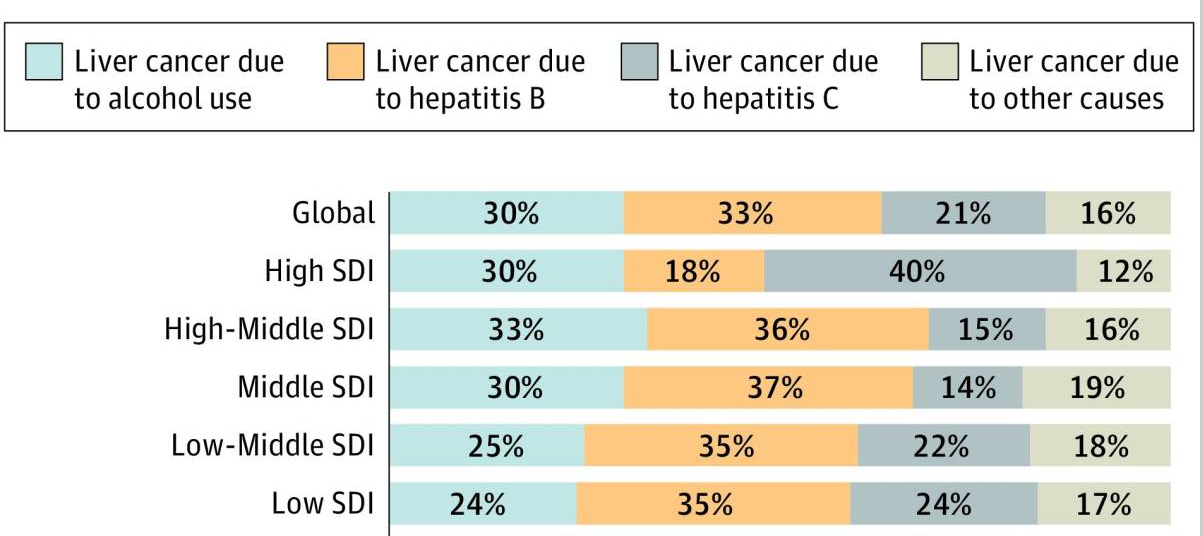 Liver cancer due to alcohol use
Liver cancer due to hepatitis B
Liver cancer due to hepatitis C
Liver cancer due to other causes
Global 30% 33% 21% 16%
High SDI 30% 18% 40% 12%
High-Middle SDI 33% 36% 15% 16%
Middle SDI 30% 37% 14% 19%
Low-Middle SDI 25% 35% 22% 18%
Low SDI 24% 35% 24% 17%